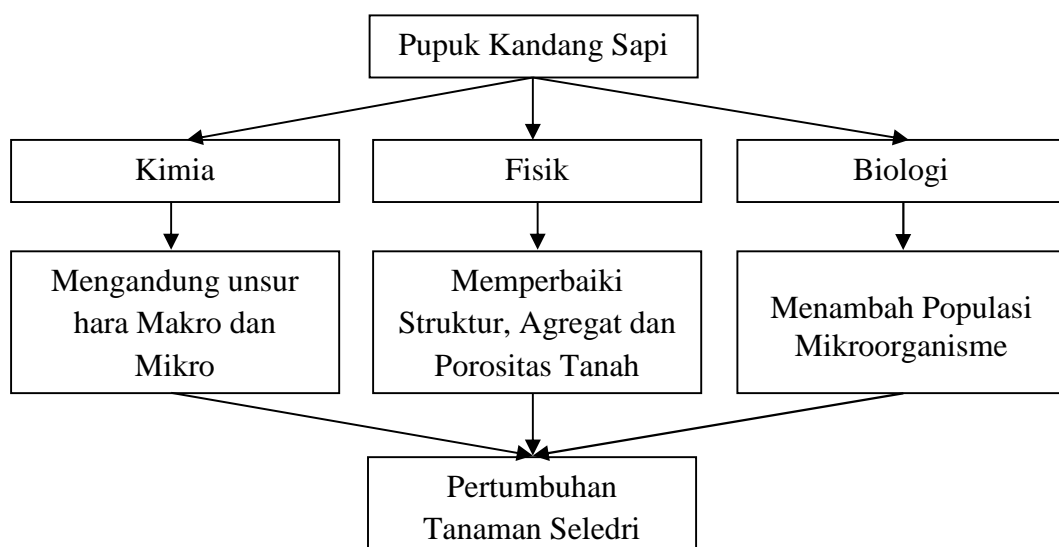 Pupuk Kandang Sapi
Kimia
Fisik
Biologi
Mengandung unsur
hara Makro dan
Mikro
Memperbaiki
Struktur, Agregat dan
Porositas Tanah
Menambah Populasi
Mikroorganisme
Pertumbuhan
Tanaman Seledri